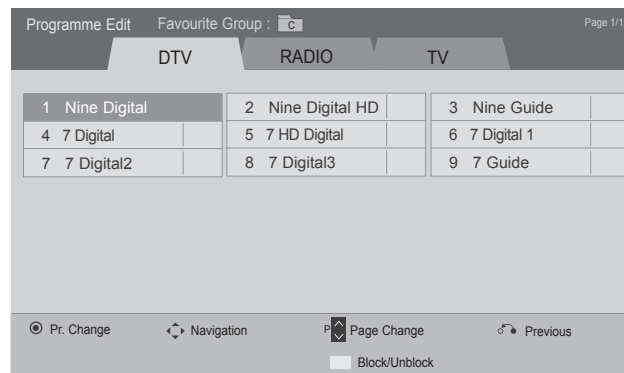 Programme Edit Favourite Group : C Page 1/1
DTV RADIO TV
1 Nine Digital 2 Nine Digital HD 3 Nine Guide
4 7 Digital 5 7 HD Digital 6 7 Digital 1
7 7 Digital2 8 7 Digital3 9 7 Guide
Pr. Change Navigation P Page Change Previous
Block/Unblock